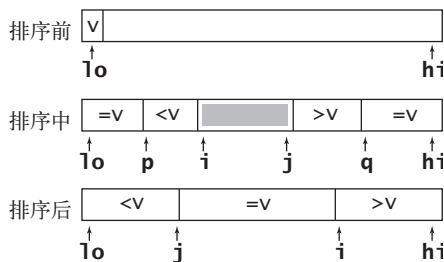 排序前 v
lo hi
排序中 =v <v >v =v
lo p i j q hi
排序后 <v =v >v
lo j i hi